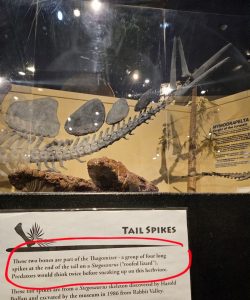 HYMODRAPELTA
TAIL SPIKES
These two bones are part of the Thagomizer - a group of four long
spikes at the end of the tail on a Stegosaurus ("roofed lizard").
Predators would think twice before sneaking up on this herbivore.
These tail spikes are from a Stegosaurus skeleton discovered by Harold
Bollan and excavated by the museum in 1986 from Rabbit Valley.